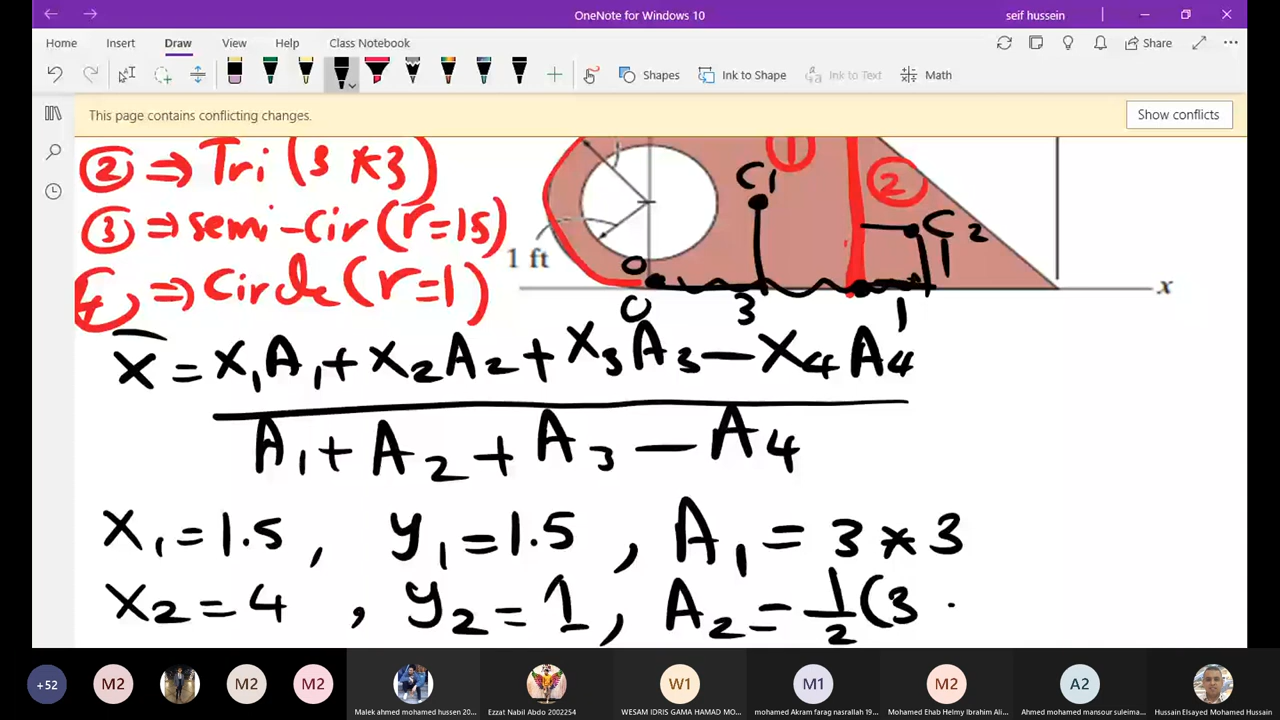 OneNote for Windows 10
seif hussein
Home Insert Draw View Help Class Notebook
Share
Shapes Ink to Shape Ink to Text Math
This page contains conflicting changes.
Show conflicts
② ⇒ Tri (3 * 3)
③ ⇒ semi-cir (r=15)
④ ⇒ Circle (r=1)
①
②
C1
C2
1 ft
O
O
3
1
1
x
x̄ = x₁A₁ + x₂A₂ + x₃A₃ − x₄A₄
A₁ + A₂ + A₃ − A₄
x₁ = 1.5 , y₁ = 1.5 , A₁ = 3 * 3
x₂ = 4 , y₂ = 1 , A₂ = 1/2 (3 ·
+52 M2 M2 M2 W1 M1 M2 A2
Malek ahmed mohamed hussen 20... Ezzat Nabil Abdo 2002254 WESAM IDRIS GAMA HAMAD MO... mohamed Akram farag nasrallah 19... Mohamed Ehab Helmy Ibrahim Ali... Ahmed mohamed mansour suleima... Hussain Elsayed Mohamed Hussain